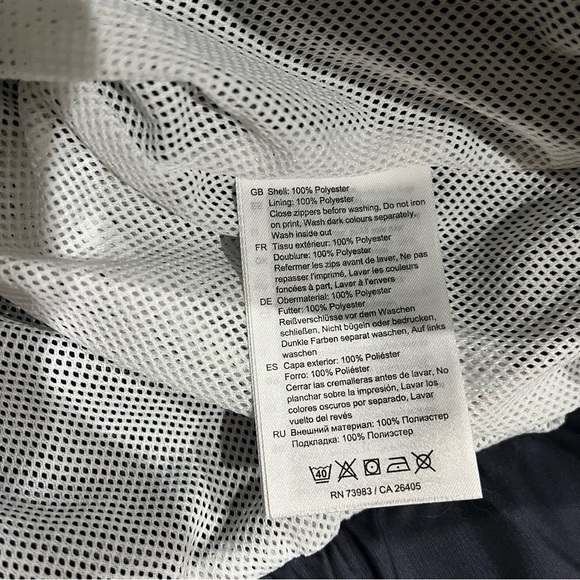 GB Shell: 100% Polyester
Lining: 100% Polyester
Close zippers before washing, Do not iron
on print, Wash dark colours separately,
Wash inside out
FR Tissu extérieur: 100% Polyester
Doublure: 100% Polyester
Refermer les zips avant de laver, Ne pas
repasser l'imprimé, Laver les couleurs
foncées à part, Laver à l'envers
DE Obermaterial: 100% Polyester
Futter: 100% Polyester
Reißverschlüsse vor dem Waschen
schließen, Nicht bügeln oder bedrucken,
Dunkle Farben separat waschen, Auf links
waschen
ES Capa exterior: 100% Poliéster
Forro: 100% Poliéster
Cerrar las cremalleras antes de lavar, No
planchar sobre la impresión, Lavar los
colores oscuros por separado, Lavar
vuelto del revés
RU Внешний материал: 100% Полиэстер
Подкладка: 100% Полиэстер
40
RN 73983 / CA 26405